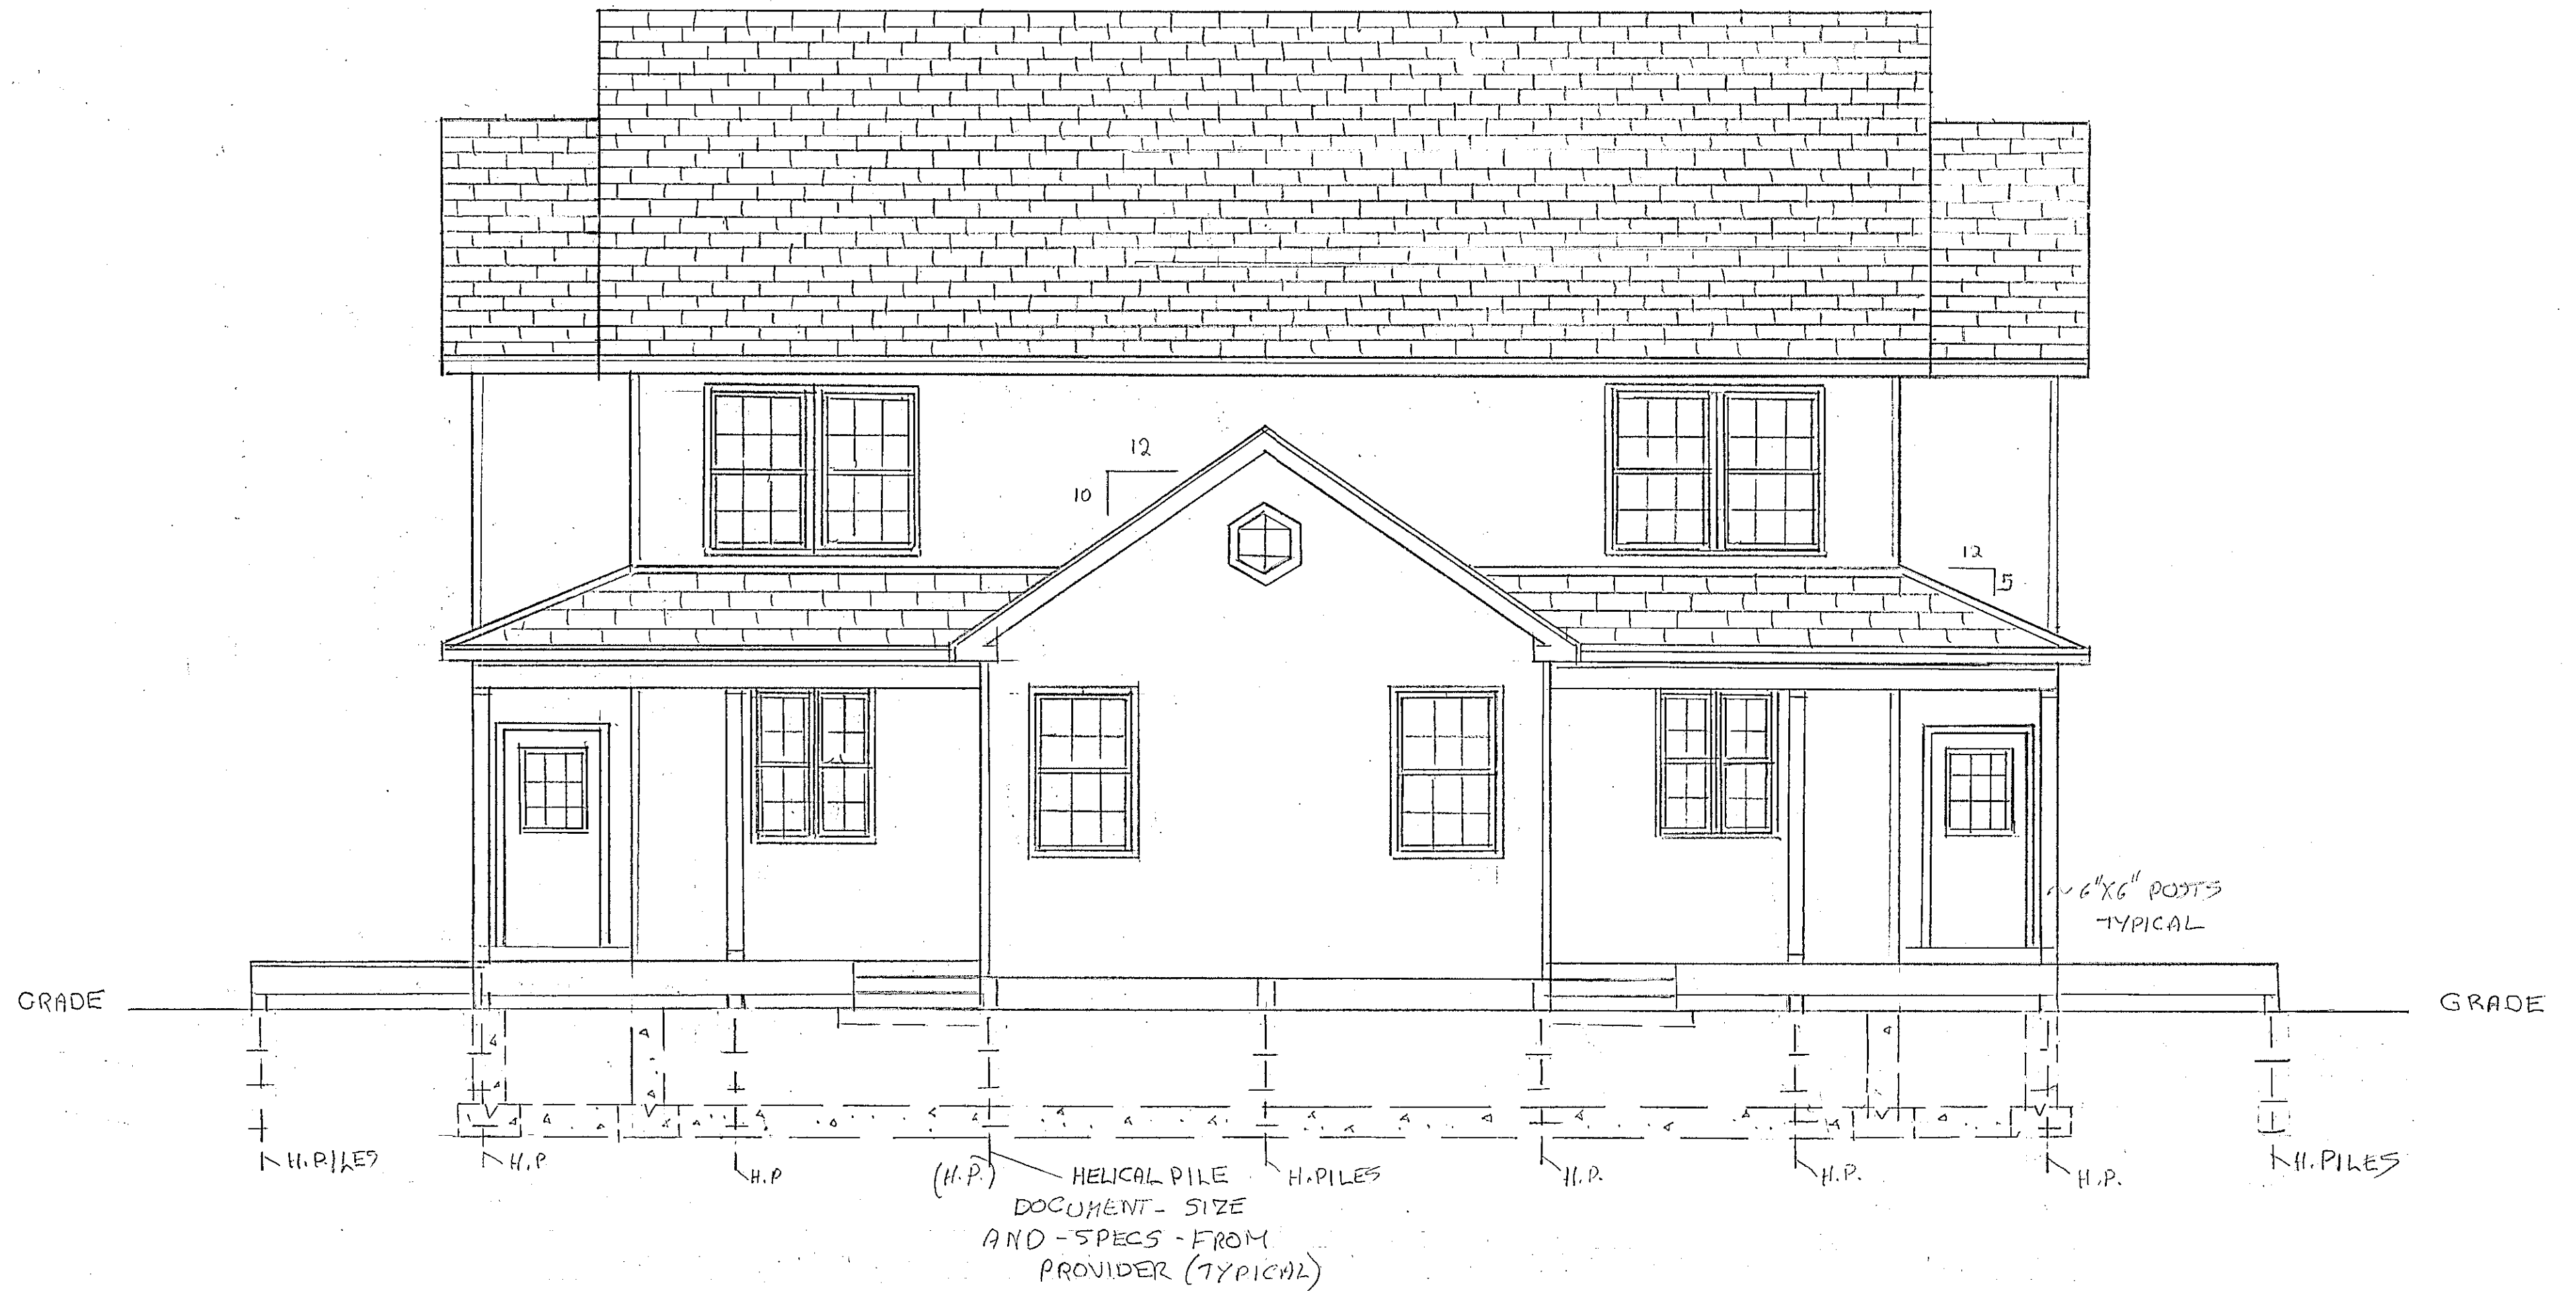 12
10
12
5
6"X6" POSTS
TYPICAL
GRADE
GRADE
H.PILES
H.P
H.P
(H.P.)
HELICAL PILE
DOCUMENT- SIZE
AND -SPECS -FROM
PROVIDER (TYPICAL)
H.PILES
H.P.
H.P.
H.P.
H.PILES